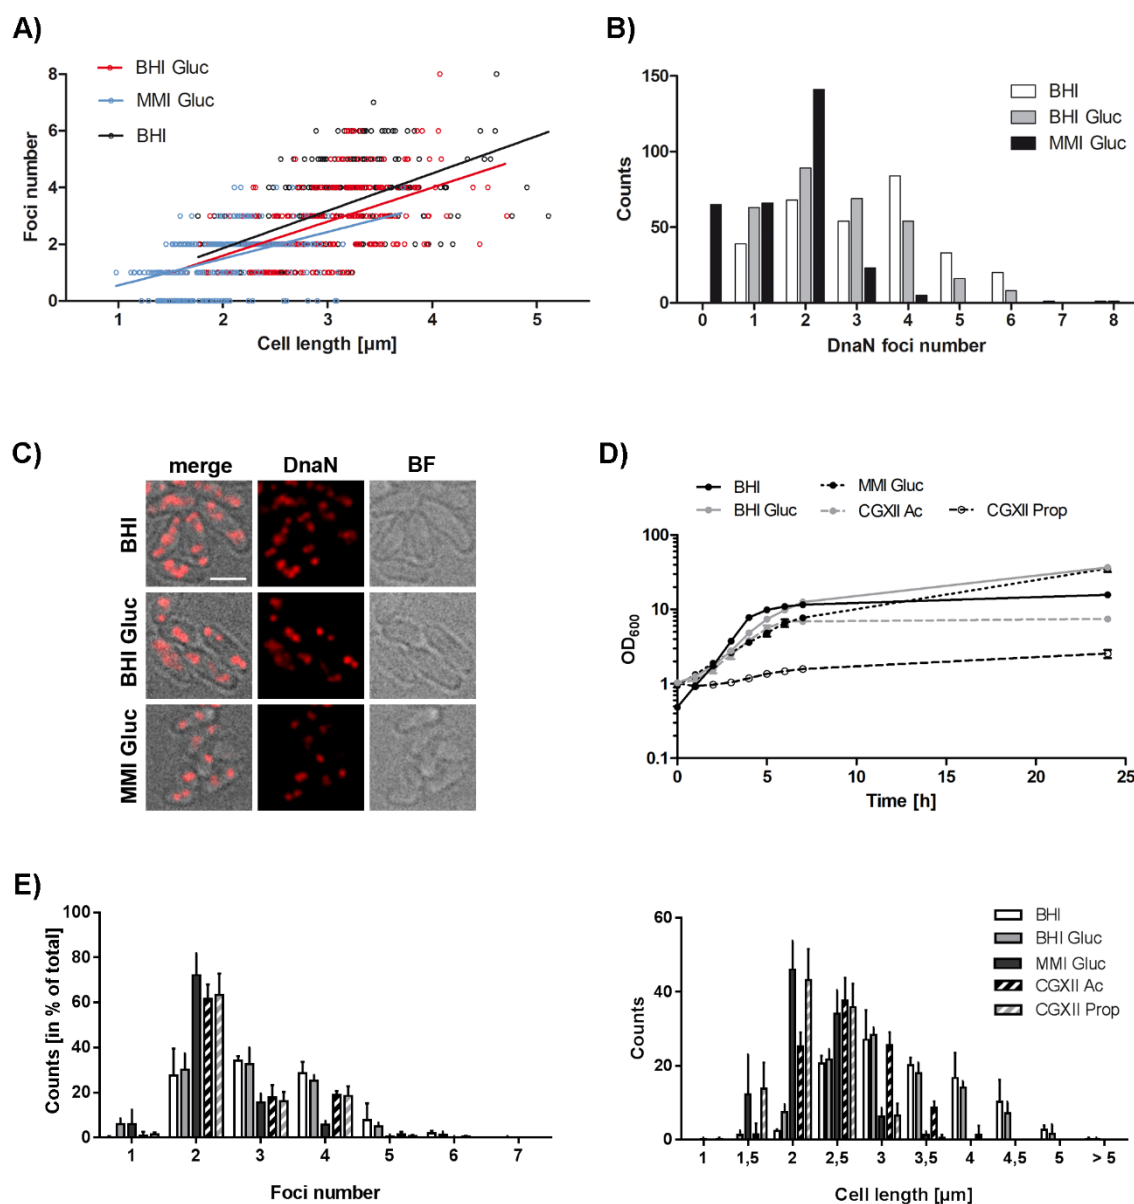 A)
BHI Gluc
MMI Gluc
BHI
Foci number
8
6
4
2
0
1 2 3 4 5
Cell length [µm]
B)
BHI
BHI Gluc
MMI Gluc
Counts
150
100
50
0
0 1 2 3 4 5 6 7 8
DnaN foci number
C)
merge DnaN BF
BHI
BHI Gluc
MMI Gluc
D)
BHI MMI Gluc
BHI Gluc CGXII Ac CGXII Prop
OD600
100
10
1
0.1
0 5 10 15 20 25
Time [h]
E)
Counts [in % of total]
100
80
60
40
20
0
1 2 3 4 5 6 7
Foci number
BHI
BHI Gluc
MMI Gluc
CGXII Ac
CGXII Prop
Counts
60
40
20
0
1 1,5 2 2,5 3 3,5 4 4,5 5 > 5
Cell length [µm]